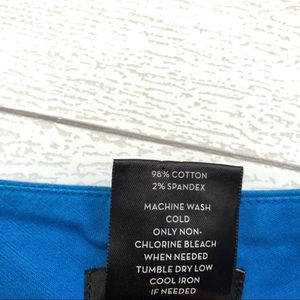 98% COTTON
2% SPANDEX
MACHINE WASH
COLD
ONLY NON-
CHLORINE BLEACH
WHEN NEEDED
TUMBLE DRY LOW
COOL IRON
IF NEEDED